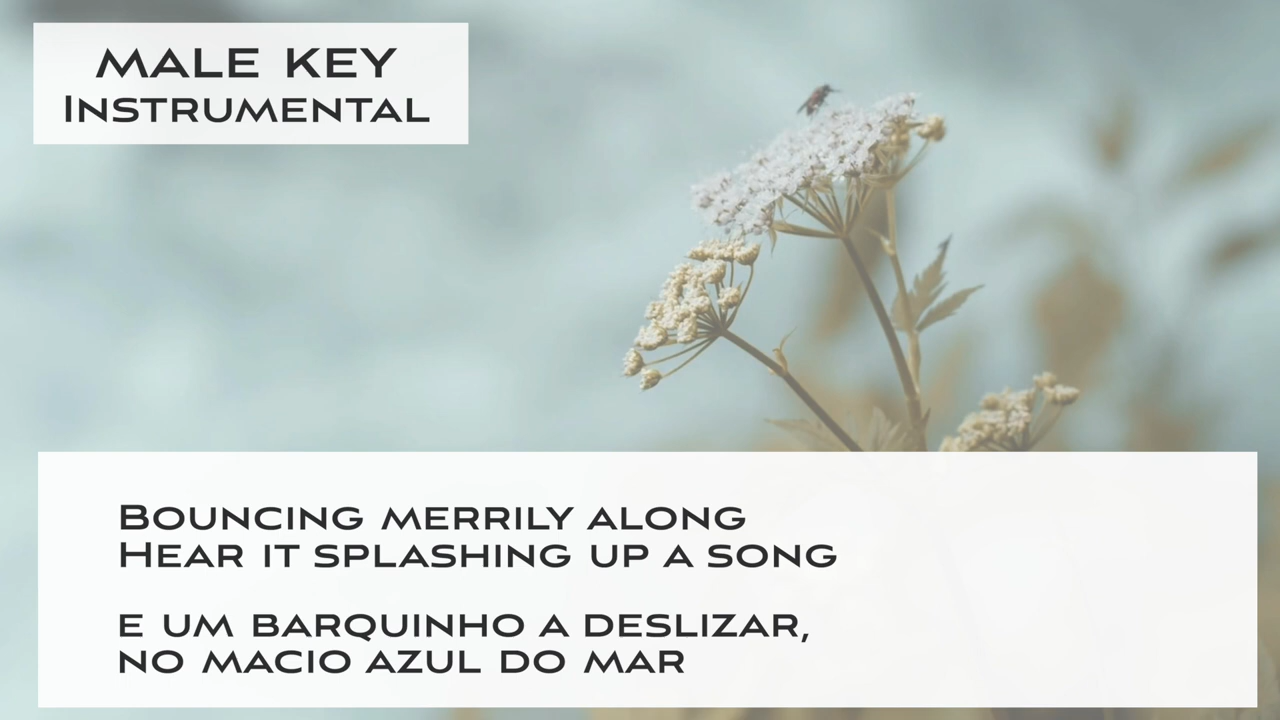 MALE KEY
INSTRUMENTAL
BOUNCING MERRILY ALONG
HEAR IT SPLASHING UP A SONG
E UM BARQUINHO A DESLIZAR,
NO MACIO AZUL DO MAR